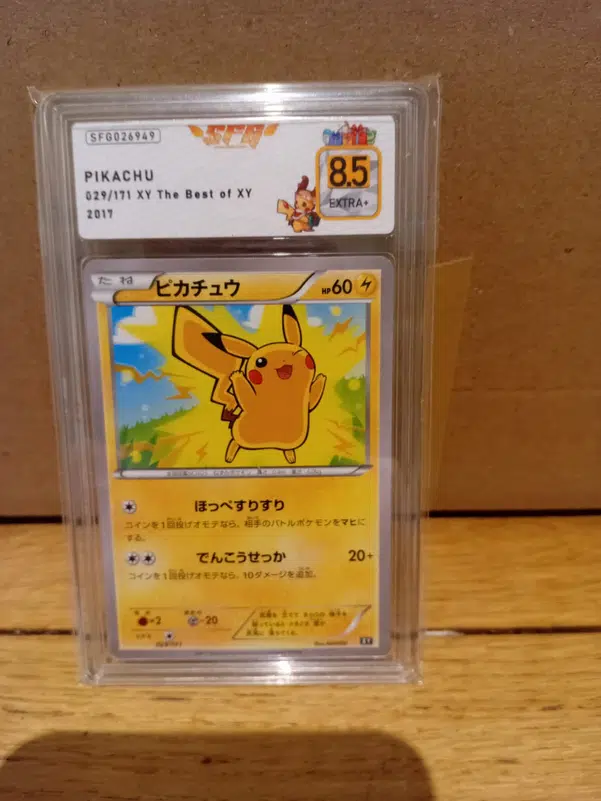 SFG026949
SFG
PIKACHU
029/171 XY The Best of XY
2017
8.5
EXTRA+
たね
ピカチュウ
HP60
ほっぺすりすり
コインを1回投げオモテなら、相手のバトルポケモンをマヒに
する。
でんこうせっか 20+
コインを1回投げオモテなら、10ダメージを追加。
×2 -20
029/171
XY